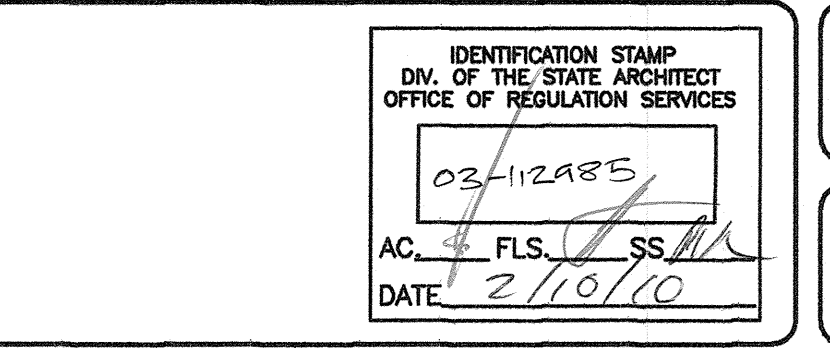 IDENTIFICATION STAMP
DIV. OF THE STATE ARCHITECT
OFFICE OF REGULATION SERVICES
03-112985
AC. FLS. SS
DATE 2/10/10